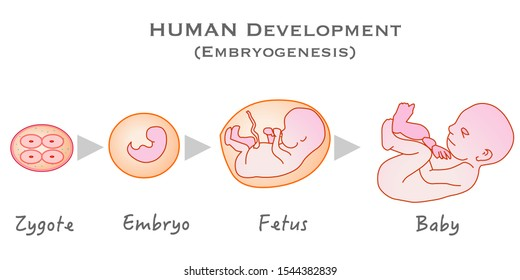 HUMAN DEVELOPMENT
(EMBRYOGENESIS)
Zygote
Embryo
Fetus
Baby
shutterstock.com · 1544382839